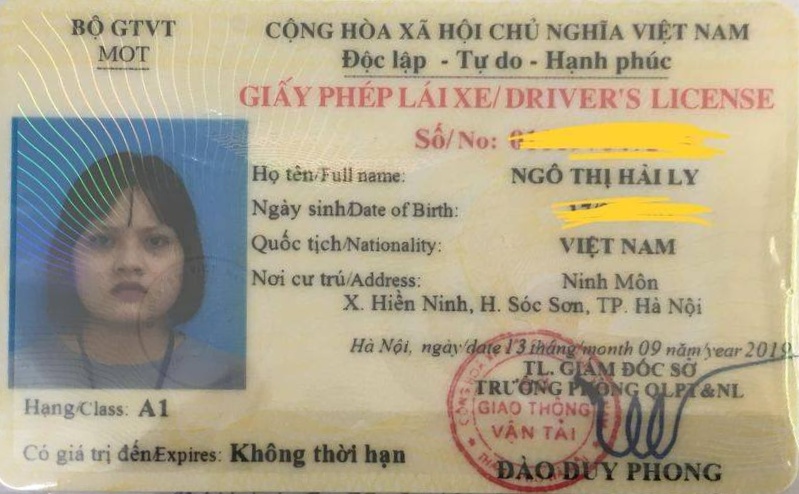 BỘ GTVT
MOT
CỘNG HÒA XÃ HỘI CHỦ NGHĨA VIỆT NAM
Độc lập - Tự do - Hạnh phúc
GIẤY PHÉP LÁI XE/DRIVER'S LICENSE
Số/No:
Họ tên/Full name: NGÔ THỊ HẢI LY
Ngày sinh/Date of Birth:
Quốc tịch/Nationality: VIỆT NAM
Nơi cư trú/Address: Ninh Môn
X. Hiền Ninh, H. Sóc Sơn, TP. Hà Nội
Hà Nội, ngày/date 13 tháng/month 09 năm/year 2019
TL. GIÁM ĐỐC SỞ
TRƯỞNG PHÒNG QLPT&NL
GIAO THÔNG
VẬN TẢI
Hạng/Class: A1
Có giá trị đến/Expires: Không thời hạn
ĐÀO DUY PHONG